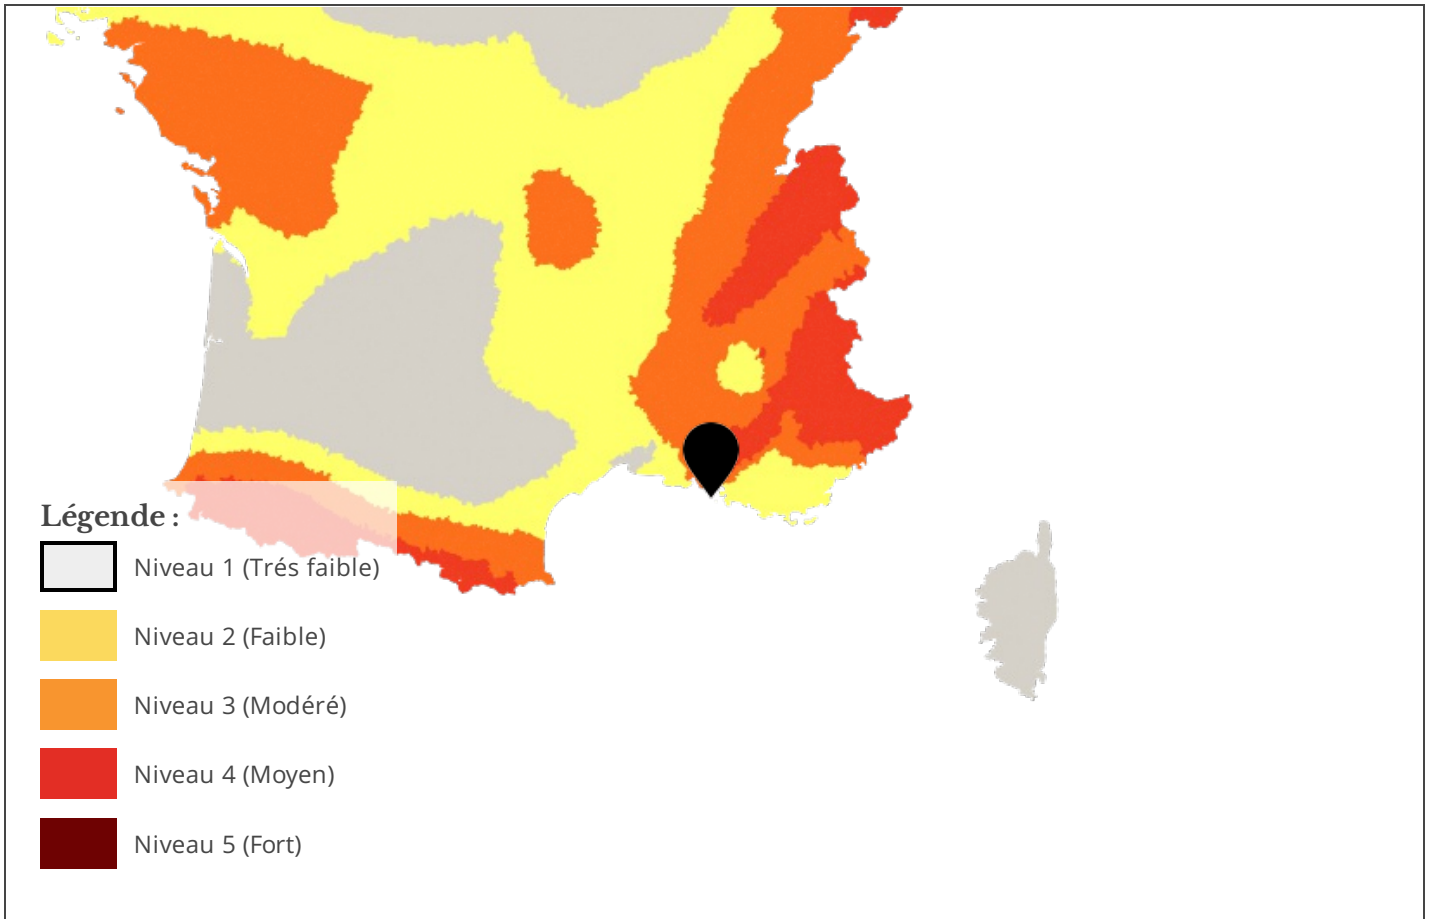 Légende :
Niveau 1 (Trés faible)
Niveau 2 (Faible)
Niveau 3 (Modéré)
Niveau 4 (Moyen)
Niveau 5 (Fort)